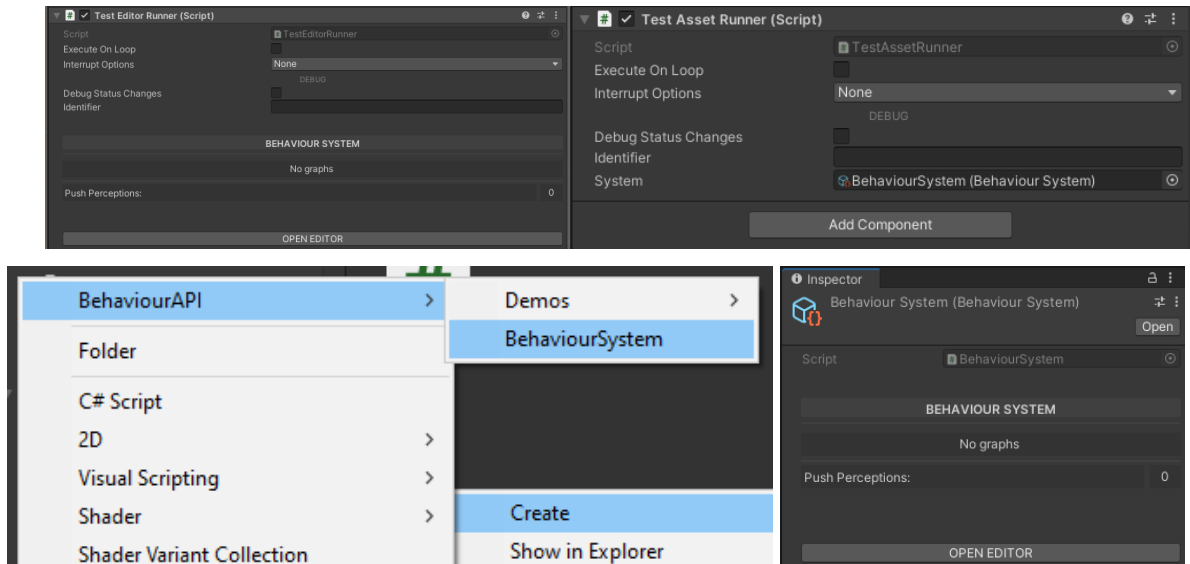 Test Editor Runner (Script)
Script TestEditorRunner
Execute On Loop
Interrupt Options None
DEBUG
Debug Status Changes
Identifier
BEHAVIOUR SYSTEM
No graphs
Push Perceptions: 0
OPEN EDITOR
Test Asset Runner (Script)
Script TestAssetRunner
Execute On Loop
Interrupt Options None
DEBUG
Debug Status Changes
Identifier
System BehaviourSystem (Behaviour System)
Add Component
BehaviourAPI
Folder
C# Script
2D
Visual Scripting
Shader
Shader Variant Collection
Demos
BehaviourSystem
Create
Show in Explorer
Inspector
Behaviour System (Behaviour System)
Open
Script BehaviourSystem
BEHAVIOUR SYSTEM
No graphs
Push Perceptions: 0
OPEN EDITOR